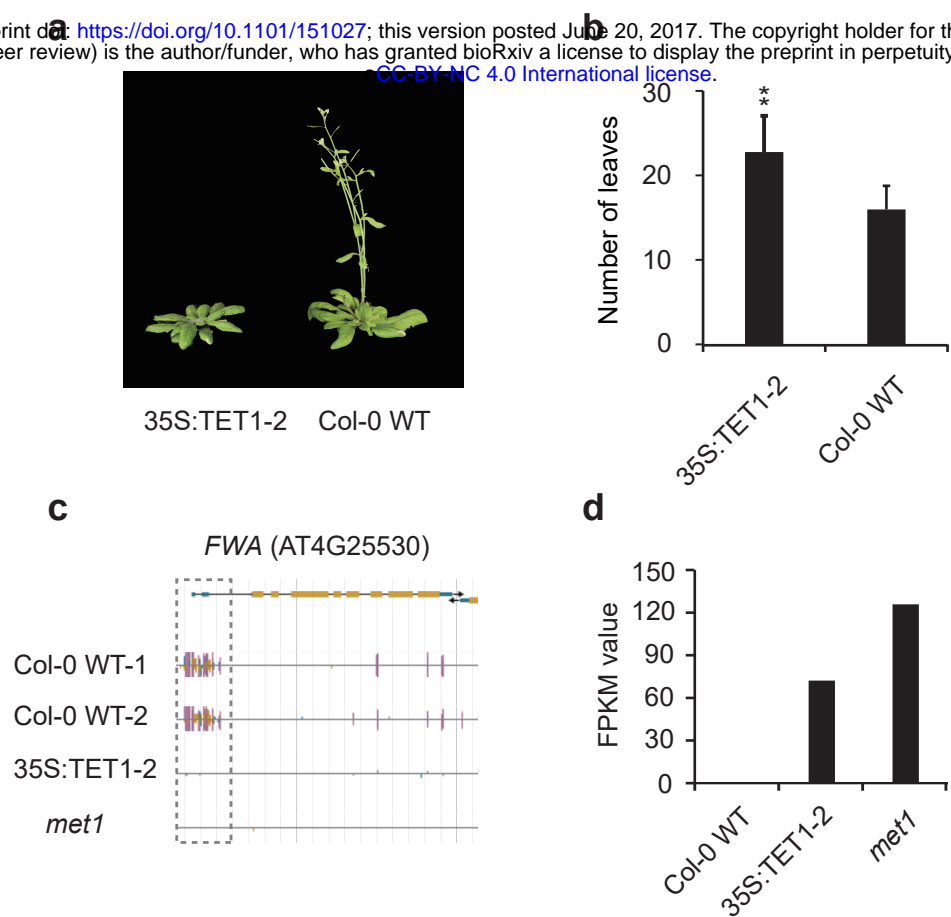 print doi: https://doi.org/10.1101/151027; this version posted June 20, 2017. The copyright holder for th
eer review) is the author/funder, who has granted bioRxiv a license to display the preprint in perpetuity
CC-BY-NC 4.0 International license.
a
35S:TET1-2 Col-0 WT
b
**
Number of leaves
30
20
10
0
35S:TET1-2
Col-0 WT
c
FWA (AT4G25530)
Col-0 WT-1
Col-0 WT-2
35S:TET1-2
met1
d
FPKM value
150
120
90
60
30
0
Col-0 WT
35S:TET1-2
met1